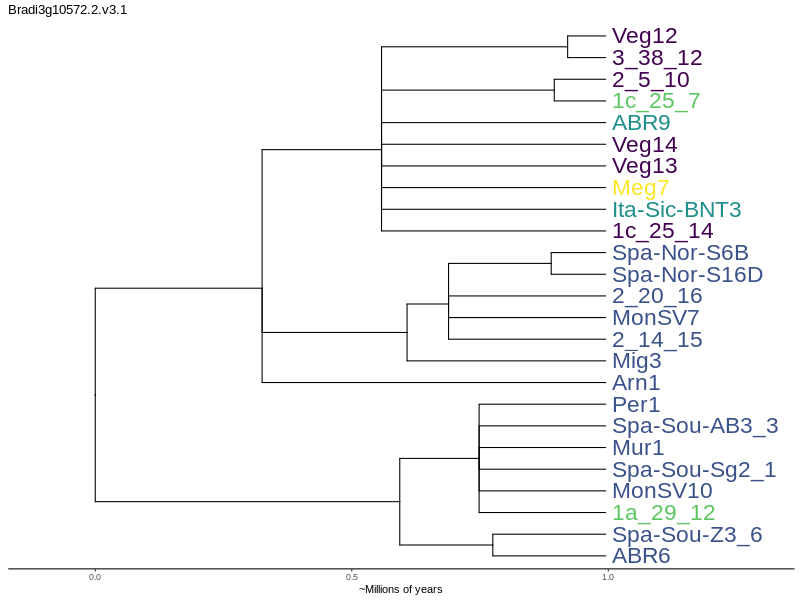 Bradi3g10572.2.v3.1
Veg12
3_38_12
2_5_10
1c_25_7
ABR9
Veg14
Veg13
Meg7
Ita-Sic-BNT3
1c_25_14
Spa-Nor-S6B
Spa-Nor-S16D
2_20_16
MonSV7
2_14_15
Mig3
Arn1
Per1
Spa-Sou-AB3_3
Mur1
Spa-Sou-Sg2_1
MonSV10
1a_29_12
Spa-Sou-Z3_6
ABR6
0.0 0.5 1.0
~Millions of years